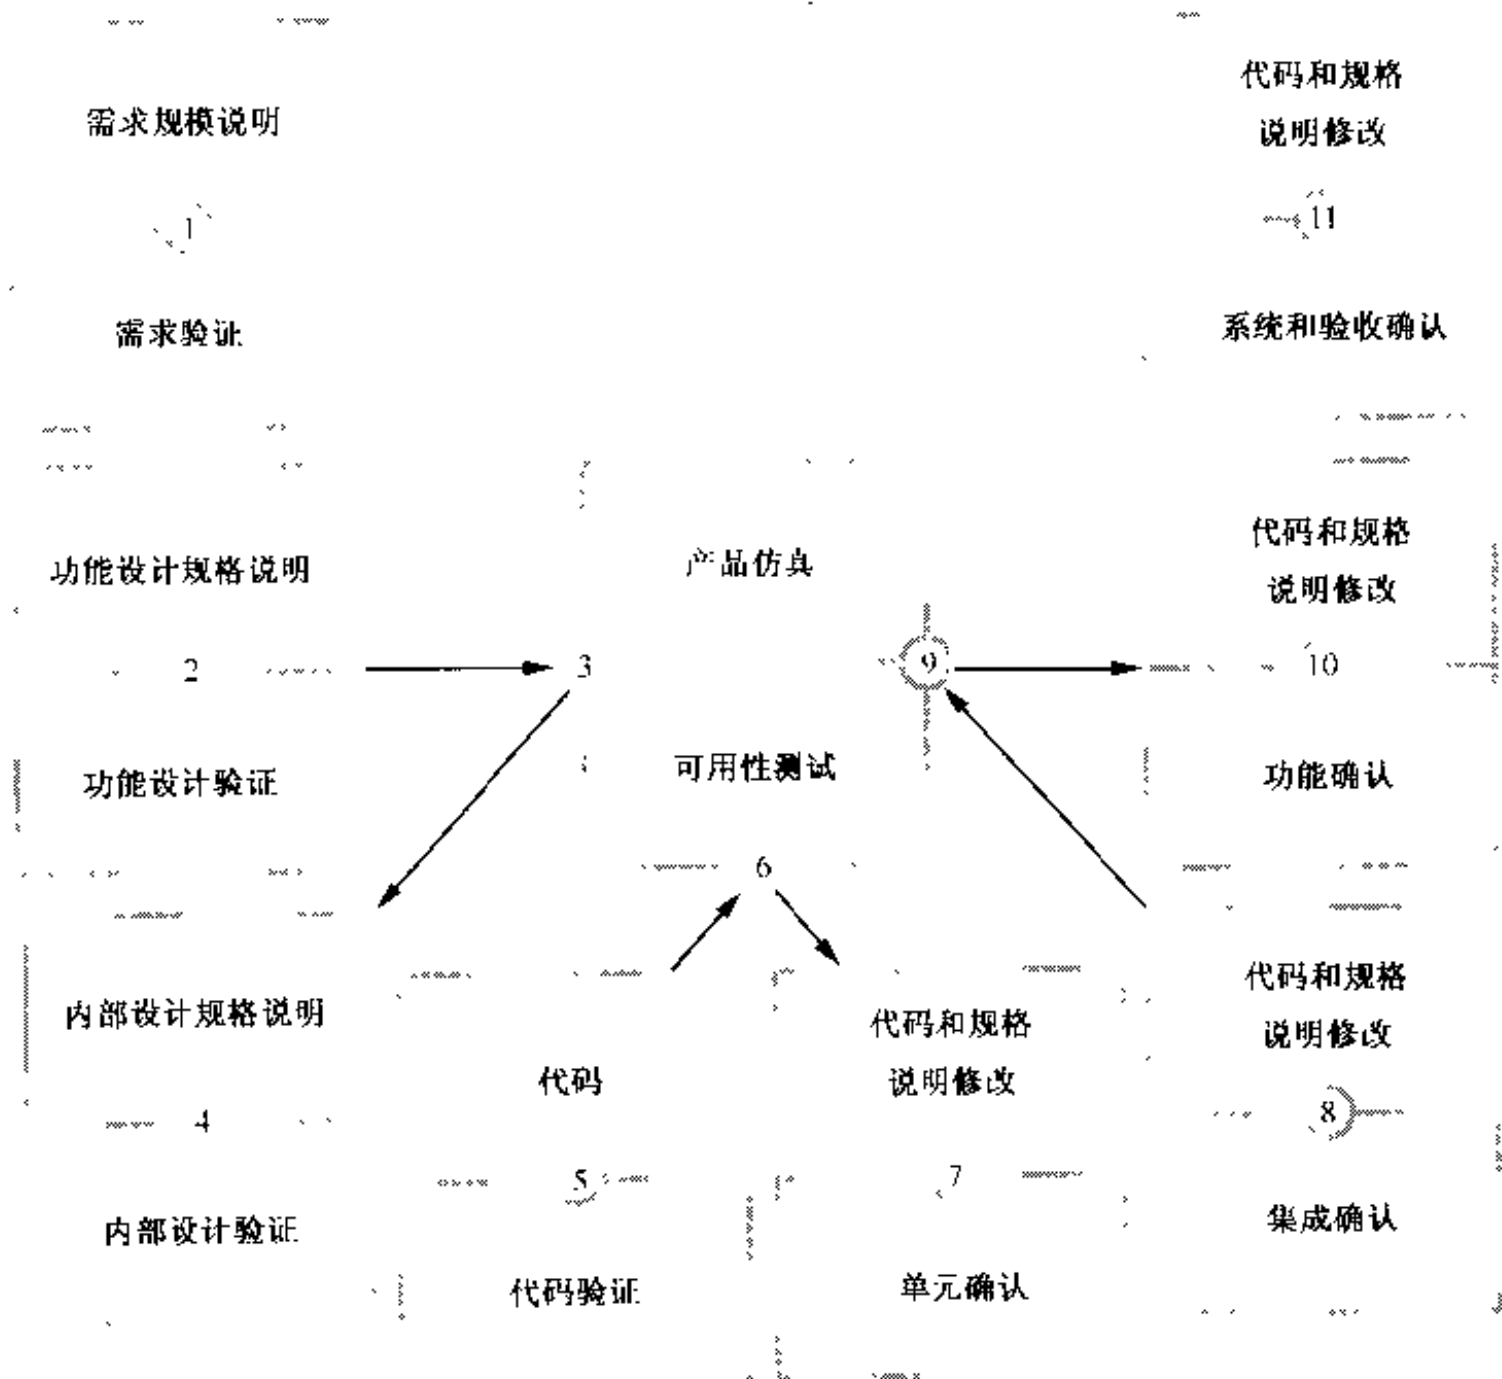 需求规模说明
1
需求验证
代码和规格
说明修改
11
系统和验收确认
功能设计规格说明
2
功能设计验证
产品仿真
3
9
可用性测试
6
代码和规格
说明修改
10
功能确认
内部设计规格说明
4
内部设计验证
代码
5
代码验证
代码和规格
说明修改
7
单元确认
代码和规格
说明修改
8
集成确认